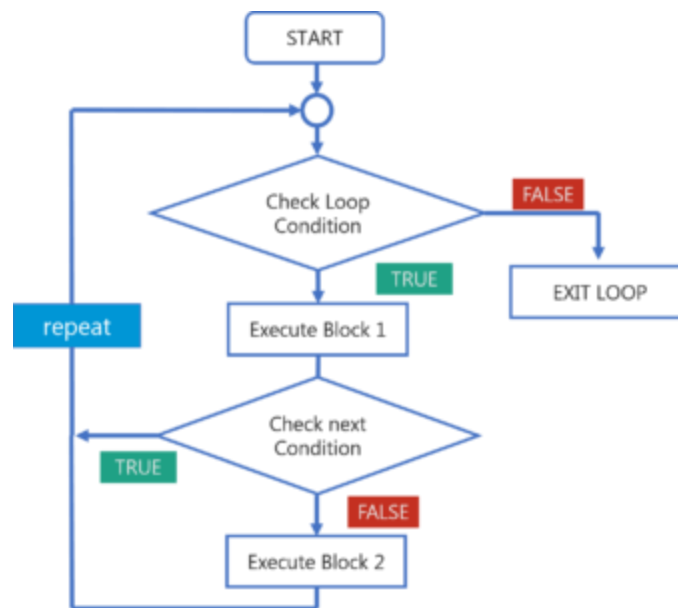 START
Check Loop
Condition
FALSE
TRUE
EXIT LOOP
repeat
Execute Block 1
Check next
Condition
TRUE
FALSE
Execute Block 2